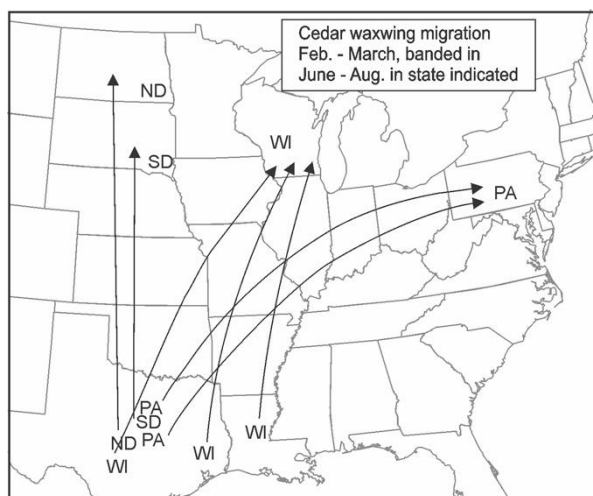 Cedar waxwing migration
Feb. - March, banded in
June - Aug. in state indicated
ND
WI
SD
PA
PA
SD
PA
ND
WI
WI
WI